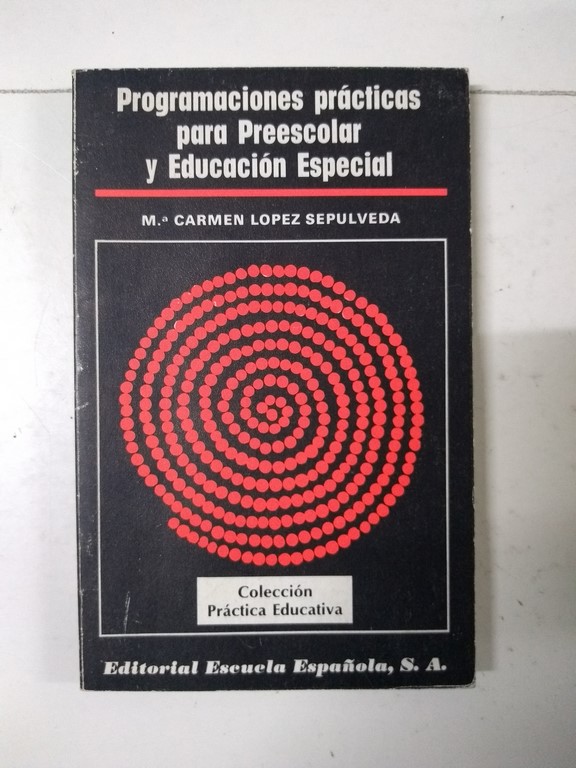 Programaciones prácticas
para Preescolar
y Educación Especial
M.ª CARMEN LOPEZ SEPULVEDA
Colección
Práctica Educativa
Editorial Escuela Española, S. A.